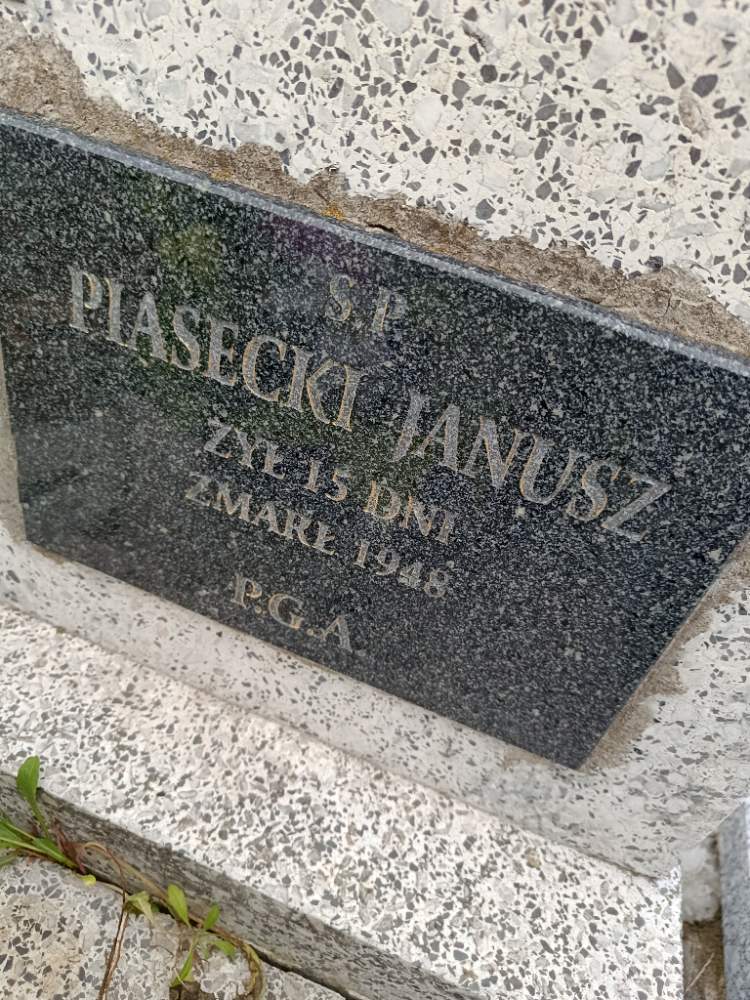 Ś.P.
PIASECKI JANUSZ
ŻYŁ 15 DNI
ZMARŁ 1948
P.G.A.